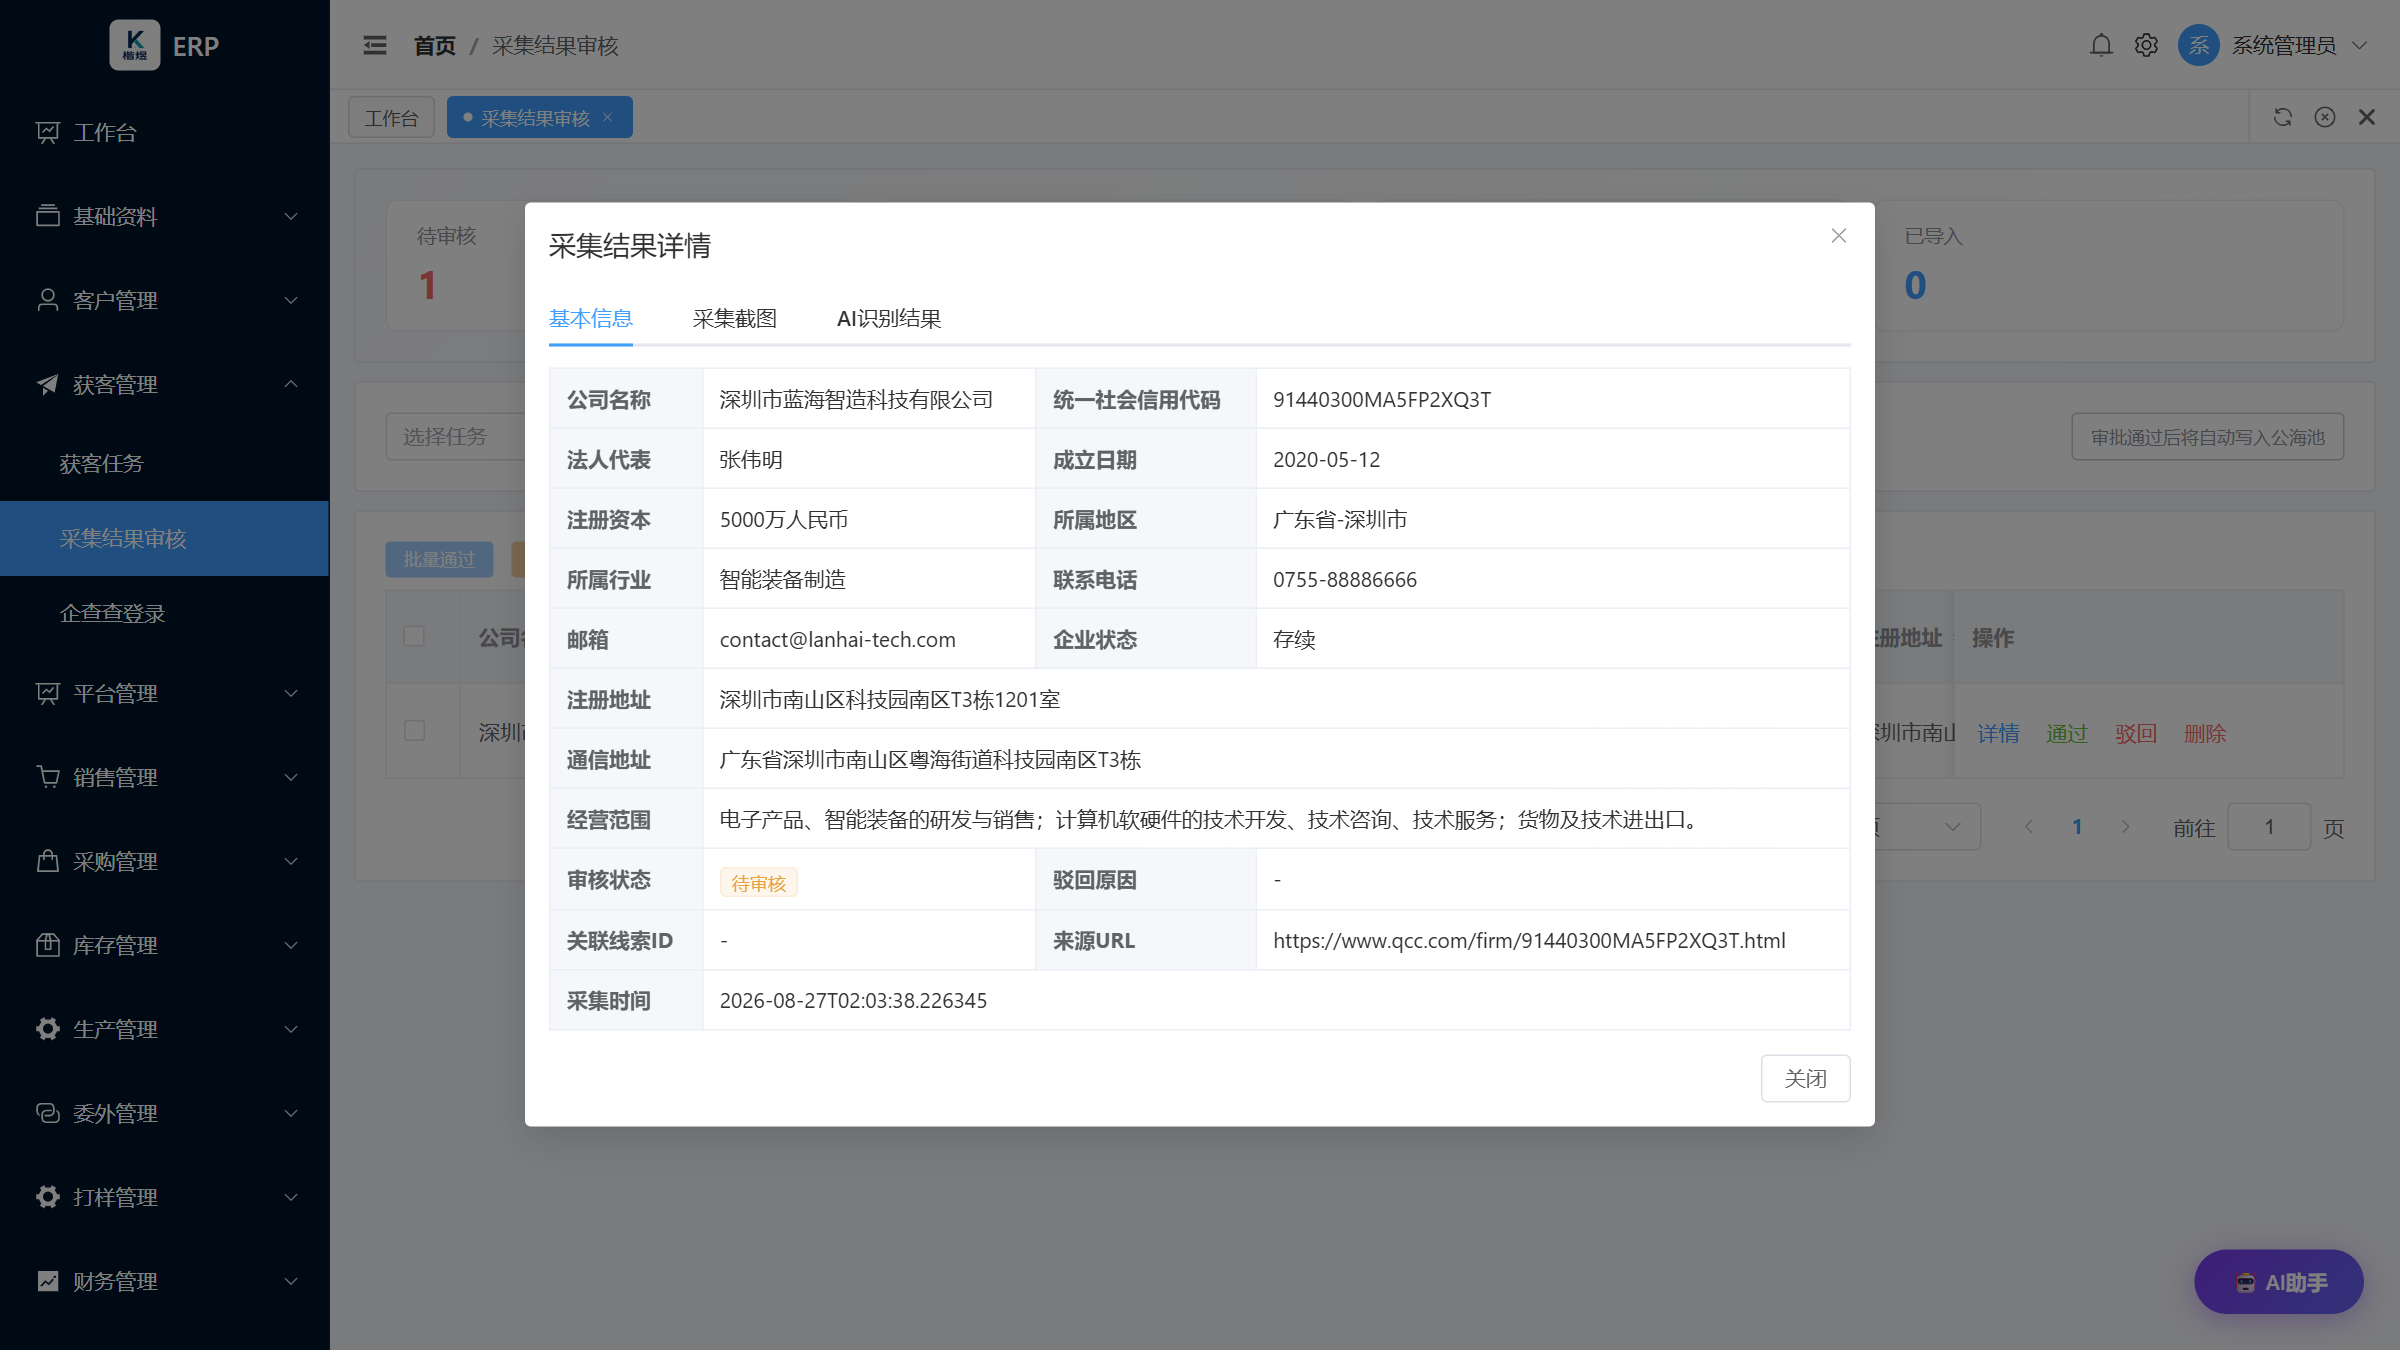 K
楷煜
ERP
工作台
基础资料
客户管理
获客管理
获客任务
采集结果审核
企查查登录
平台管理
销售管理
采购管理
库存管理
生产管理
委外管理
打样管理
财务管理
首页 / 采集结果审核
系 系统管理员
工作台
采集结果审核
待审核
1
已导入
0
选择任务
审批通过后将自动写入公海池
批量通过
公司
册地址 操作
深圳
圳市南山 详情 通过 驳回 删除
1 前往 1 页
采集结果详情
基本信息 采集截图 AI识别结果
公司名称 深圳市蓝海智造科技有限公司 统一社会信用代码 91440300MA5FP2XQ3T
法人代表 张伟明 成立日期 2020-05-12
注册资本 5000万人民币 所属地区 广东省-深圳市
所属行业 智能装备制造 联系电话 0755-88886666
邮箱 contact@lanhai-tech.com 企业状态 存续
注册地址 深圳市南山区科技园南区T3栋1201室
通信地址 广东省深圳市南山区粤海街道科技园南区T3栋
经营范围 电子产品、智能装备的研发与销售；计算机软硬件的技术开发、技术咨询、技术服务；货物及技术进出口。
审核状态 待审核 驳回原因 -
关联线索ID - 来源URL https://www.qcc.com/firm/91440300MA5FP2XQ3T.html
采集时间 2026-08-27T02:03:38.226345
关闭
AI助手